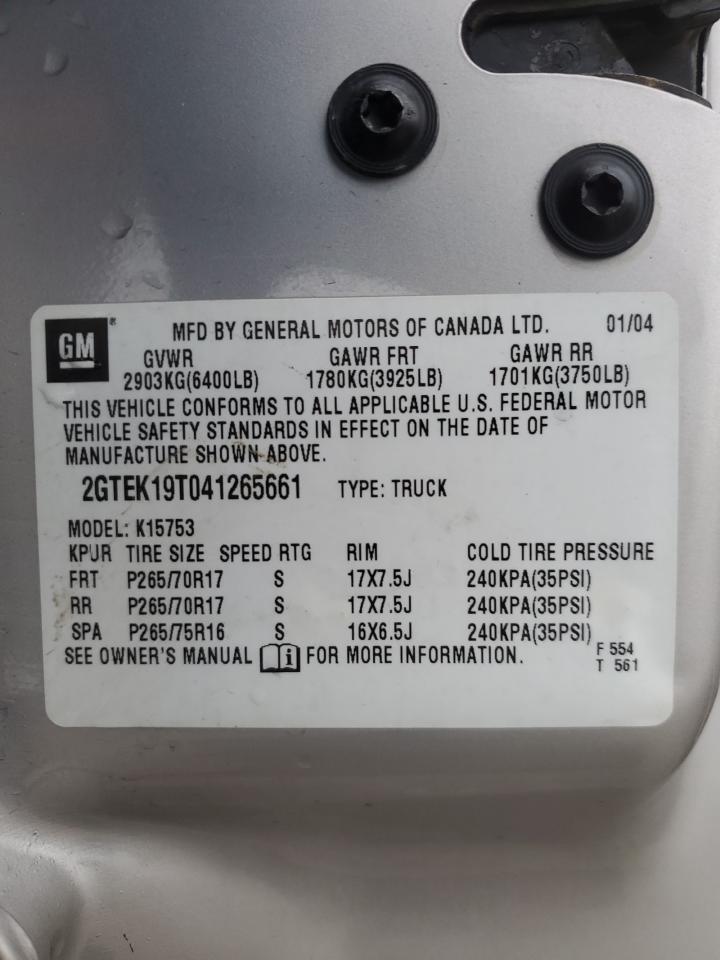 GM® MFD BY GENERAL MOTORS OF CANADA LTD. 01/04
GVWR GAWR FRT GAWR RR
2903KG(6400LB) 1780KG(3925LB) 1701KG(3750LB)
THIS VEHICLE CONFORMS TO ALL APPLICABLE U.S. FEDERAL MOTOR
VEHICLE SAFETY STANDARDS IN EFFECT ON THE DATE OF
MANUFACTURE SHOWN ABOVE.
2GTEK19T041265661 TYPE: TRUCK
MODEL: K15753
KPUR TIRE SIZE SPEED RTG RIM COLD TIRE PRESSURE
FRT P265/70R17 S 17X7.5J 240KPA(35PSI)
RR P265/70R17 S 17X7.5J 240KPA(35PSI)
SPA P265/75R16 S 16X6.5J 240KPA(35PSI)
SEE OWNER'S MANUAL i FOR MORE INFORMATION. F 554
T 561